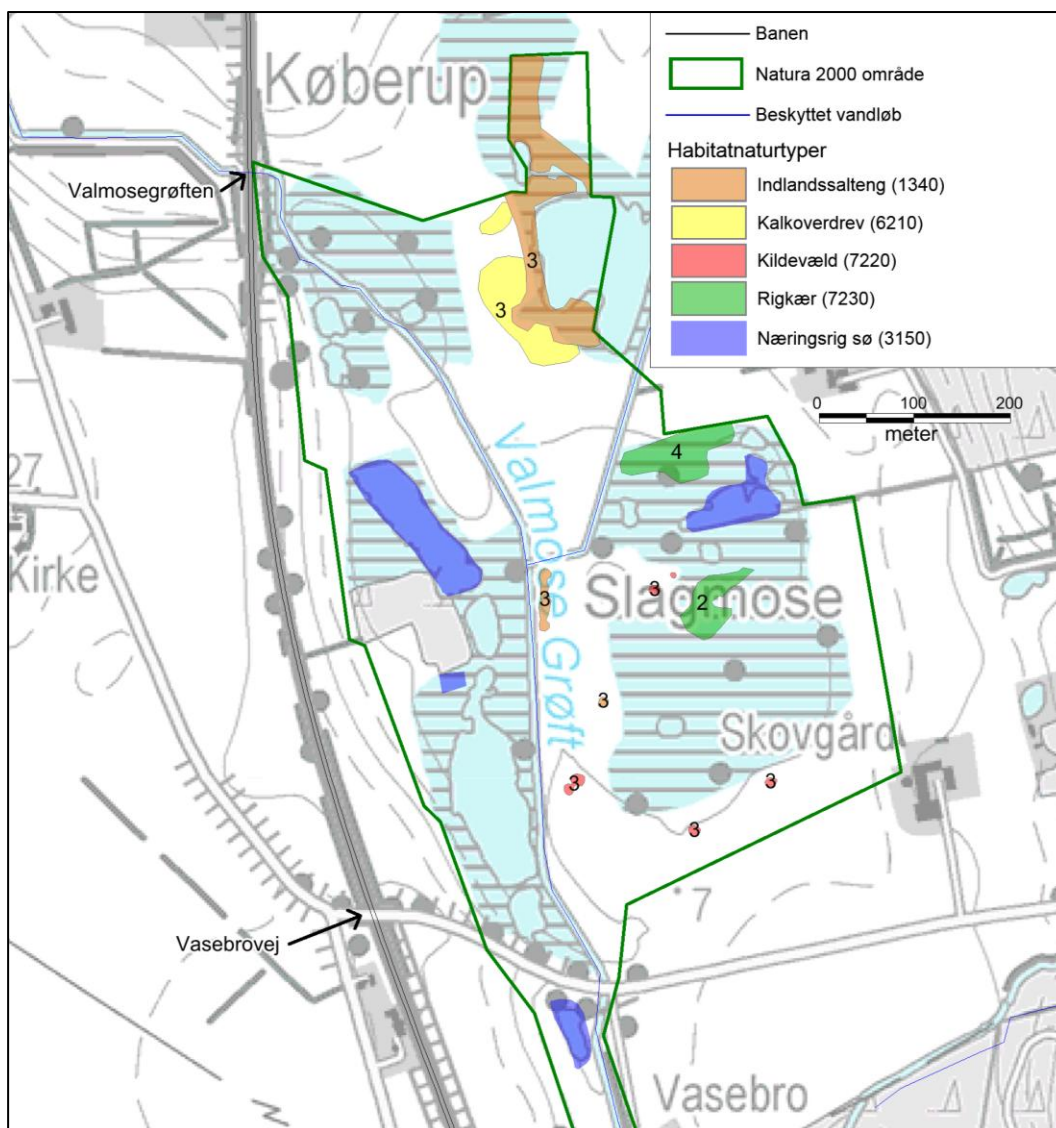 Banen
Natura 2000 område
Beskyttet vandløb
Habitatnaturtyper
Indlandssalteng (1340)
Kalkoverdrev (6210)
Kildevæld (7220)
Rigkær (7230)
Næringsrig sø (3150)
0 100 200
meter
Køberup
Valmosegrøften
3
3
27
4
Valmose Grøft
Kirke
3
3
Slagmose
2
3
Skovgård
3
3
3
7
Vasebrovej
Vasebro